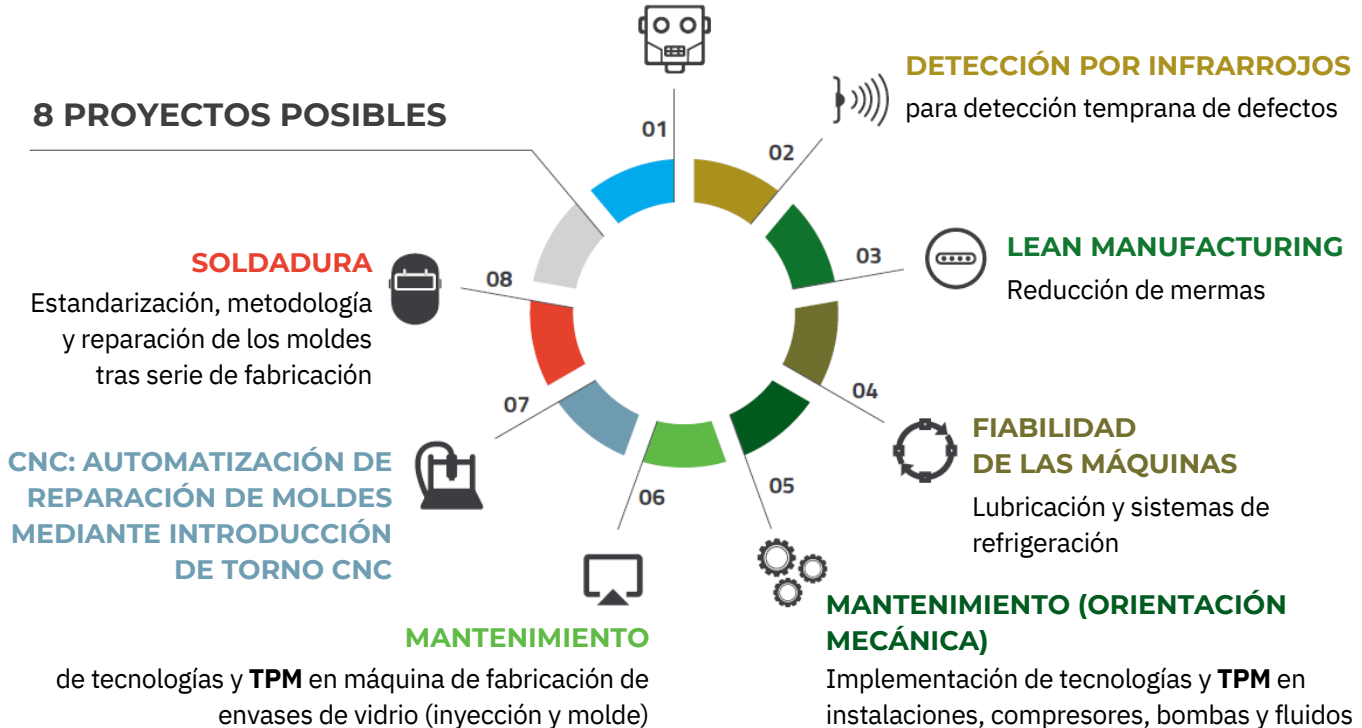 8 PROYECTOS POSIBLES
01
02
DETECCIÓN POR INFRARROJOS
para detección temprana de defectos
03
LEAN MANUFACTURING
Reducción de mermas
04
FIABILIDAD
DE LAS MÁQUINAS
Lubricación y sistemas de
refrigeración
05
MANTENIMIENTO (ORIENTACIÓN
MECÁNICA)
Implementación de tecnologías y TPM en
instalaciones, compresores, bombas y fluidos
06
MANTENIMIENTO
de tecnologías y TPM en máquina de fabricación de
envases de vidrio (inyección y molde)
07
CNC: AUTOMATIZACIÓN DE
REPARACIÓN DE MOLDES
MEDIANTE INTRODUCCIÓN
DE TORNO CNC
08
SOLDADURA
Estandarización, metodología
y reparación de los moldes
tras serie de fabricación